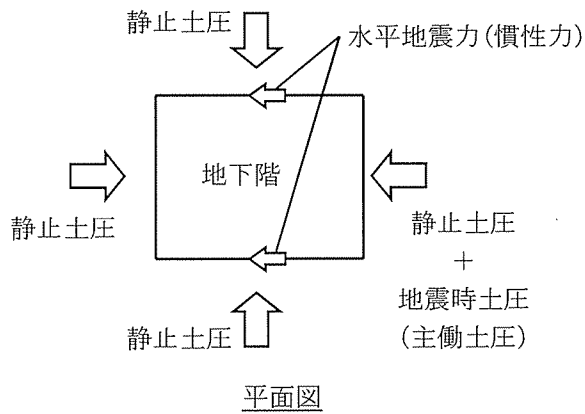 静止土圧
水平地震力(慣性力)
地下階
静止土圧
静止土圧
+
地震時土圧
(主働土圧)
静止土圧
平面図